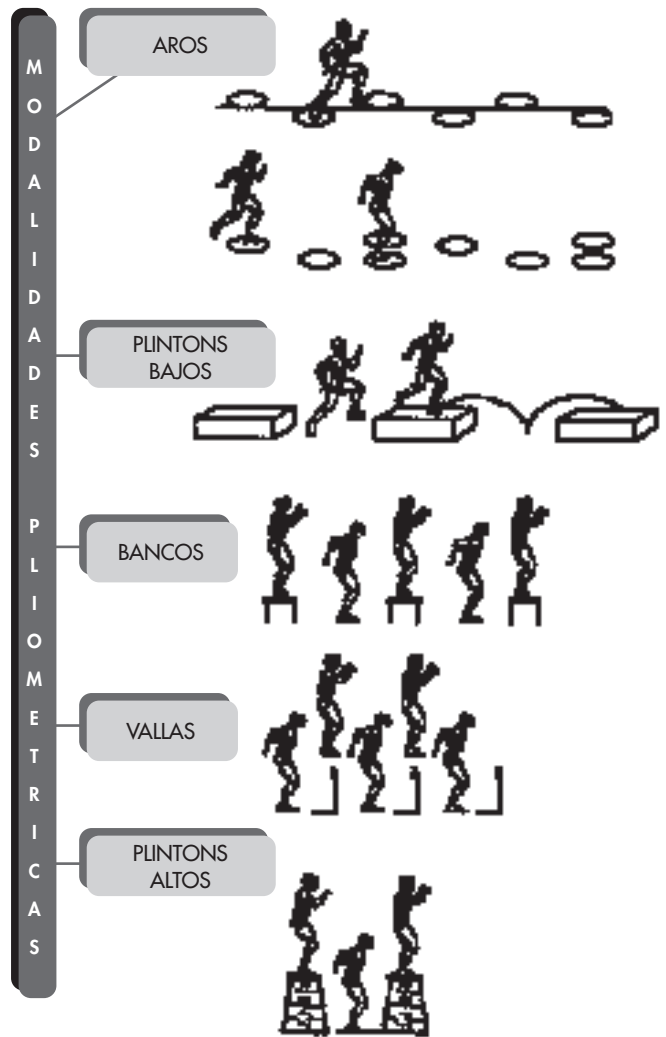 MODALIDADES PLIOMETRICAS
AROS
PLINTONS
BAJOS
BANCOS
VALLAS
PLINTONS
ALTOS